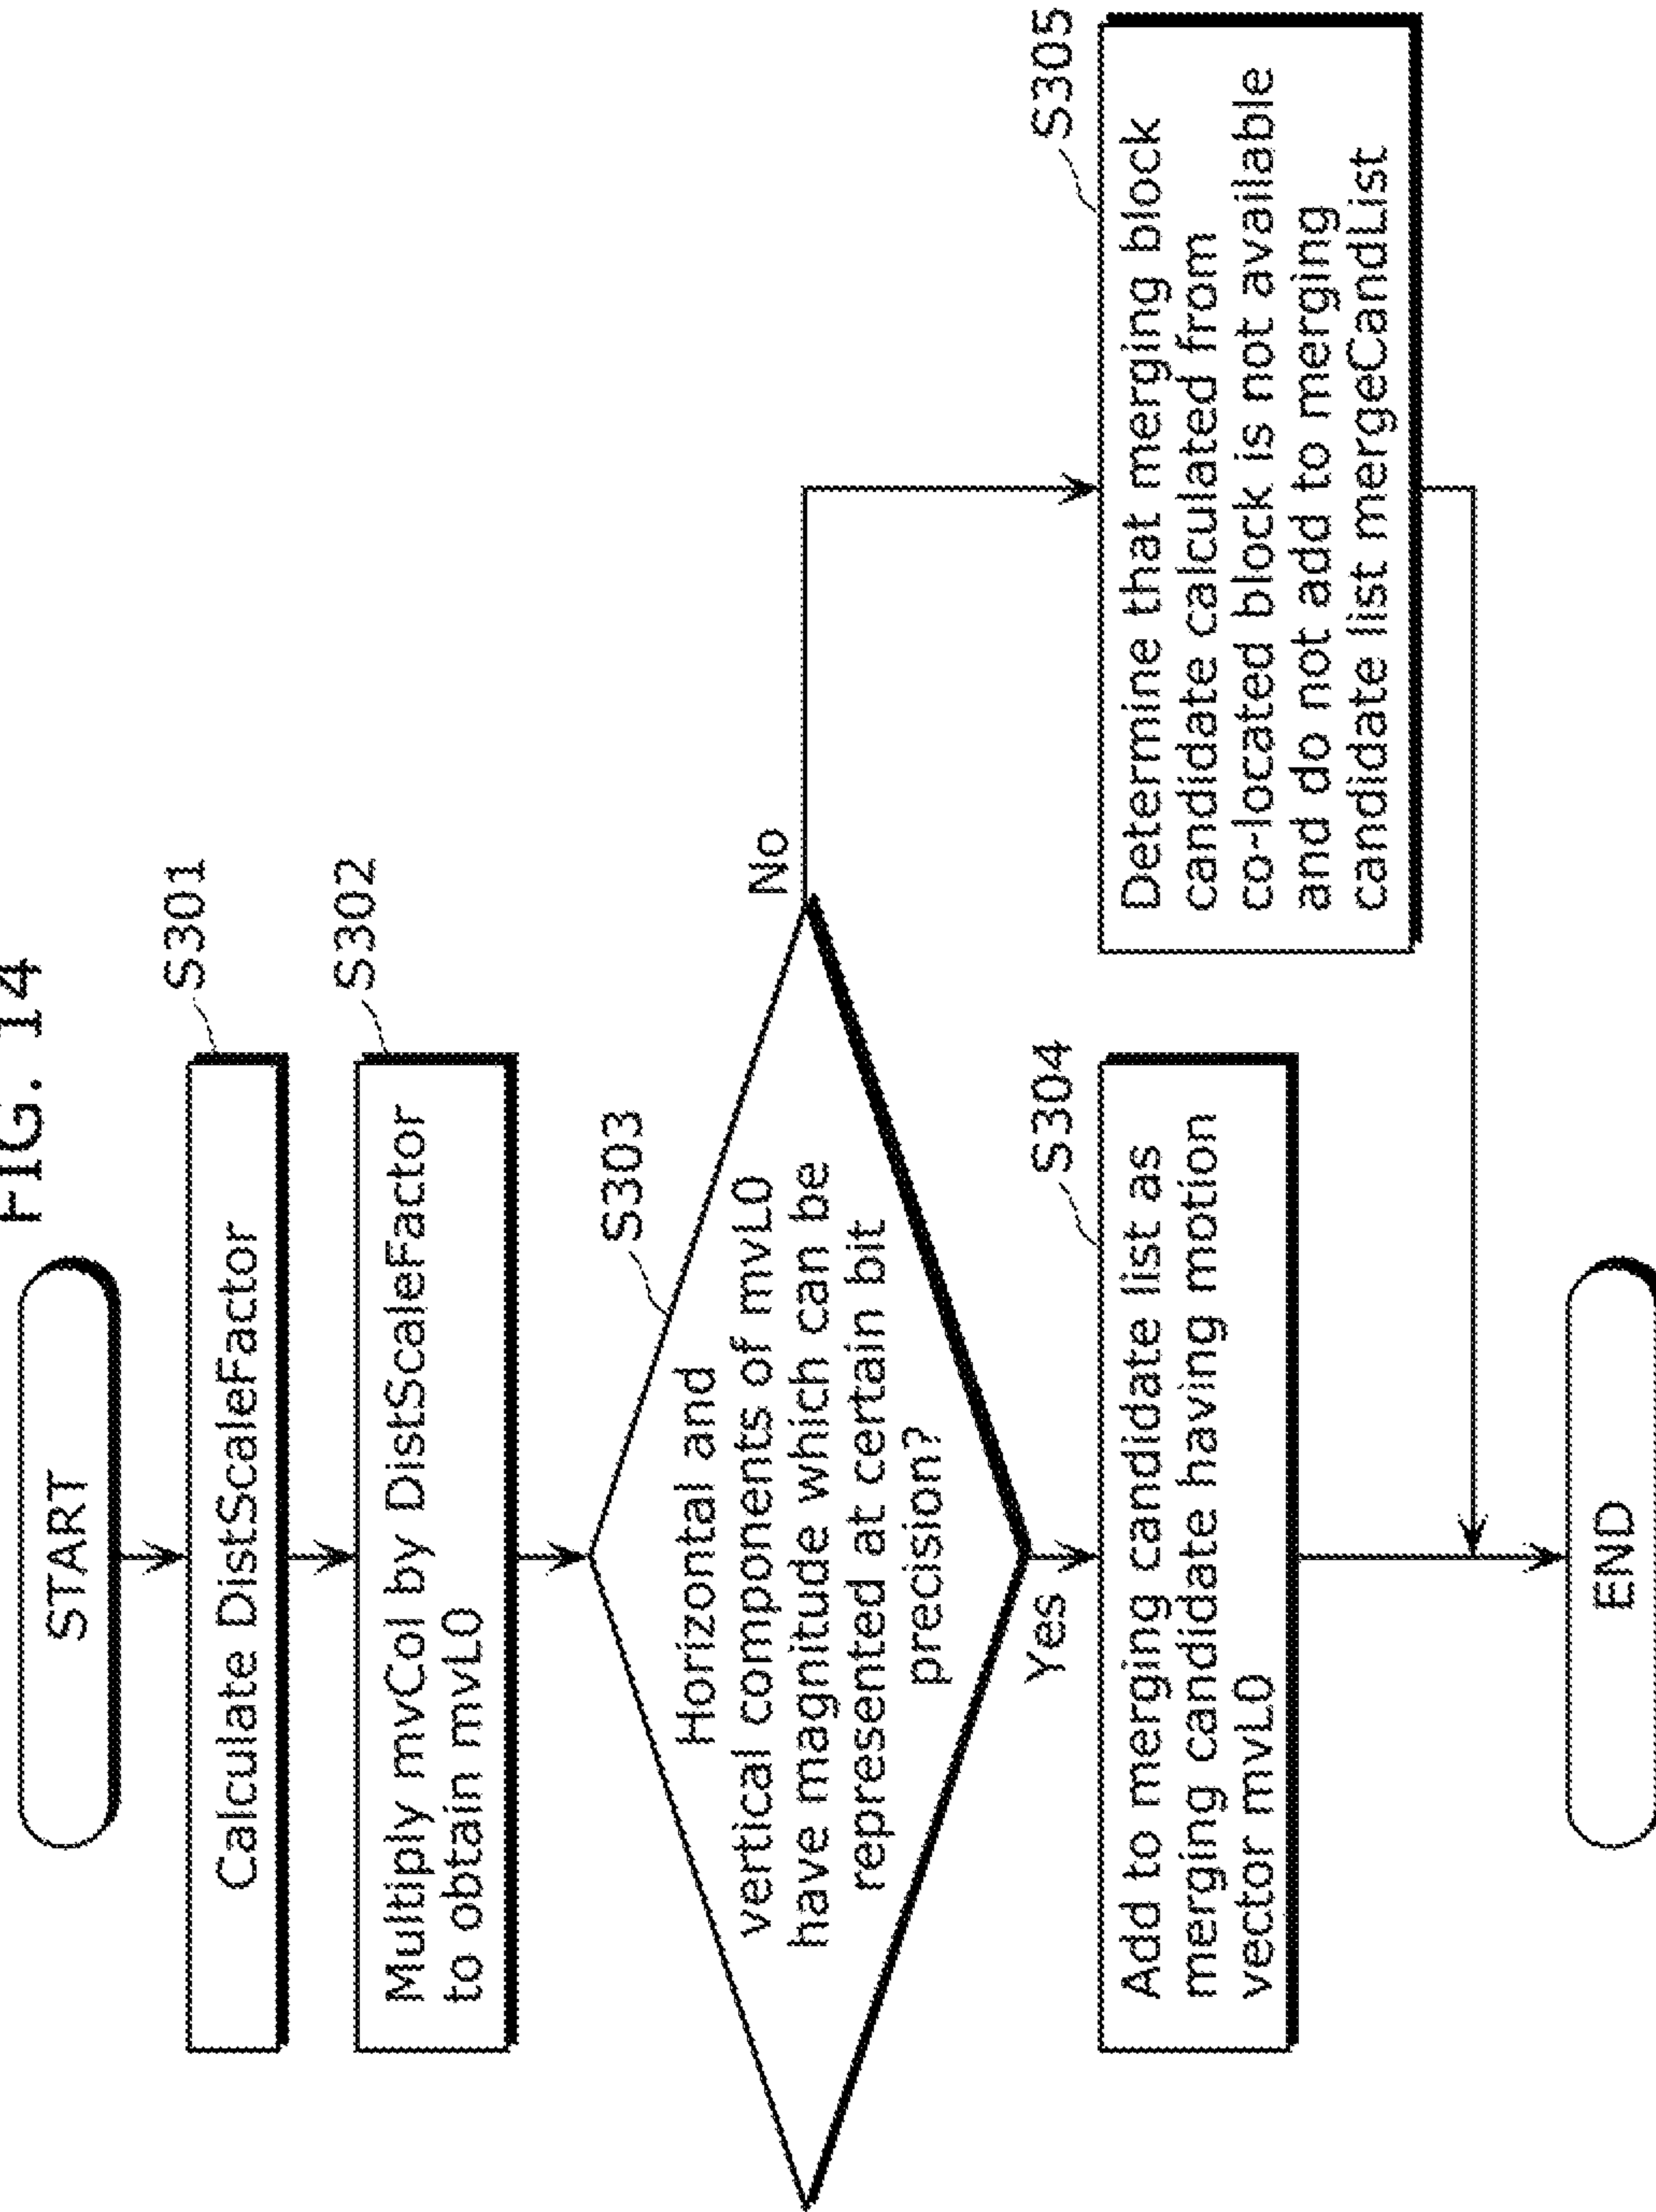 FIG. 14
START
S301
Calculate DistScaleFactor
S302
Multiply mvCol by DistScaleFactor
to obtain mvL0
S303
Horizontal and
vertical components of mvL0
have magnitude which can be
represented at certain bit
precision?
No
Yes
S304
Add to merging candidate list as
merging candidate having motion
vector mvL0
S305
Determine that merging block
candidate calculated from
co-located block is not available
and do not add to merging
candidate list mergeCandList
END